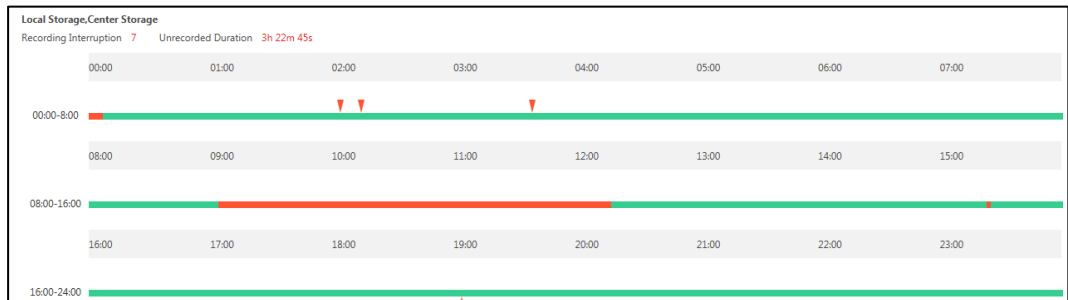 Local Storage,Center Storage
Recording Interruption 7 Unrecorded Duration 3h 22m 45s
00:00 01:00 02:00 03:00 04:00 05:00 06:00 07:00
00:00-8:00
08:00 09:00 10:00 11:00 12:00 13:00 14:00 15:00
08:00-16:00
16:00 17:00 18:00 19:00 20:00 21:00 22:00 23:00
16:00-24:00